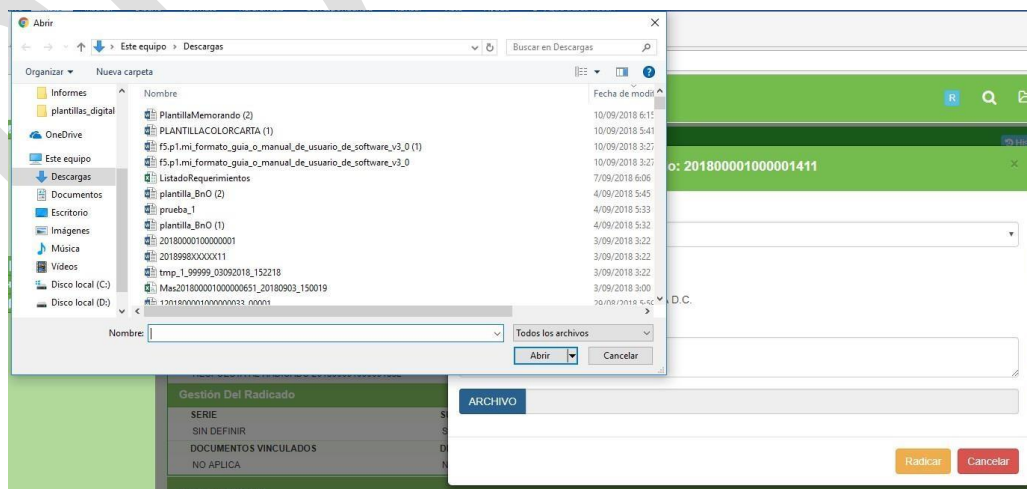 Abrir
Este equipo > Descargas
Buscar en Descargas
Organizar
Nueva carpeta
Informes
plantillas_digital
OneDrive
Este equipo
Descargas
Documentos
Escritorio
Imágenes
Música
Vídeos
Disco local (C:)
Disco local (D:)
Nombre
Fecha de modif
PlantillaMemorando (2) 10/09/2018 6:15
PLANTILLACOLORCARTA (1) 10/09/2018 5:41
f5.p1.mi_formato_guia_o_manual_de_usuario_de_software_v3_0 (1) 10/09/2018 3:27
f5.p1.mi_formato_guia_o_manual_de_usuario_de_software_v3_0 10/09/2018 3:27
ListadoRequerimientos 7/09/2018 6:06
plantilla_BnO (2) 4/09/2018 5:45
prueba_1 4/09/2018 5:33
plantilla_BnO (1) 4/09/2018 5:32
20180000100000001 3/09/2018 3:22
2018998XXXXX11 3/09/2018 3:22
tmp_1_99999_03092018_152218 3/09/2018 3:22
Mas201800001000000651_20180903_150019 3/09/2018 3:00
Nombre:
Todos los archivos
Abrir
Cancelar
R
o: 201800001000001411
D.C.
ARCHIVO
Radicar
Cancelar
Gestión Del Radicado
SERIE
SIN DEFINIR
DOCUMENTOS VINCULADOS
NO APLICA